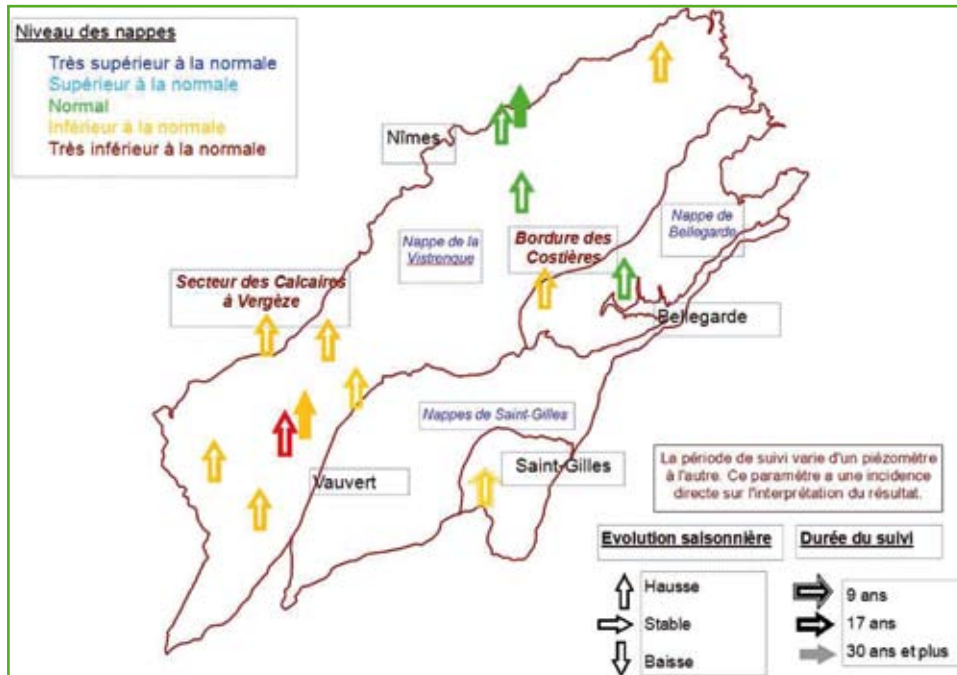 Niveau des nappes
Très supérieur à la normale
Supérieur à la normale
Normal
Inférieur à la normale
Très inférieur à la normale
Nîmes
Nappe de la
Vistrenque
Bordure des
Costières
Nappe de
Bellegarde
Secteur des Calcaires
à Vergèze
Bellegarde
Nappes de Saint-Gilles
Vauvert
Saint-Gilles
La période de suivi varie d'un piézomètre
à l'autre. Ce paramètre a une incidence
directe sur l'interprétation du résultat.
Evolution saisonnière
Hausse
Stable
Baisse
Durée du suivi
9 ans
17 ans
30 ans et plus